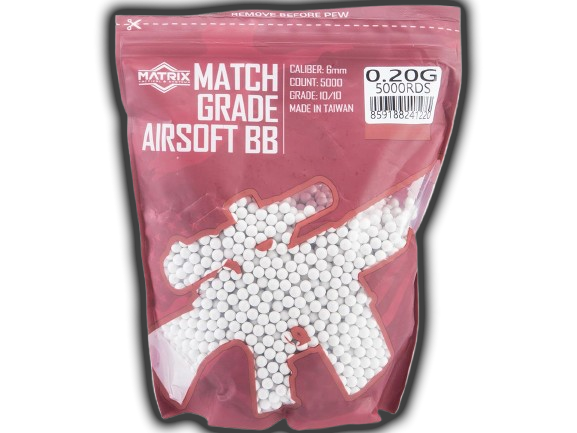 REMOVE BEFORE PEW
MATRIX
MATCH
GRADE
AIRSOFT BB
CALIBER: 6mm
COUNT: 5000
GRADE: 10/10
MADE IN TAIWAN
0.20G
5000RDS
859188241220